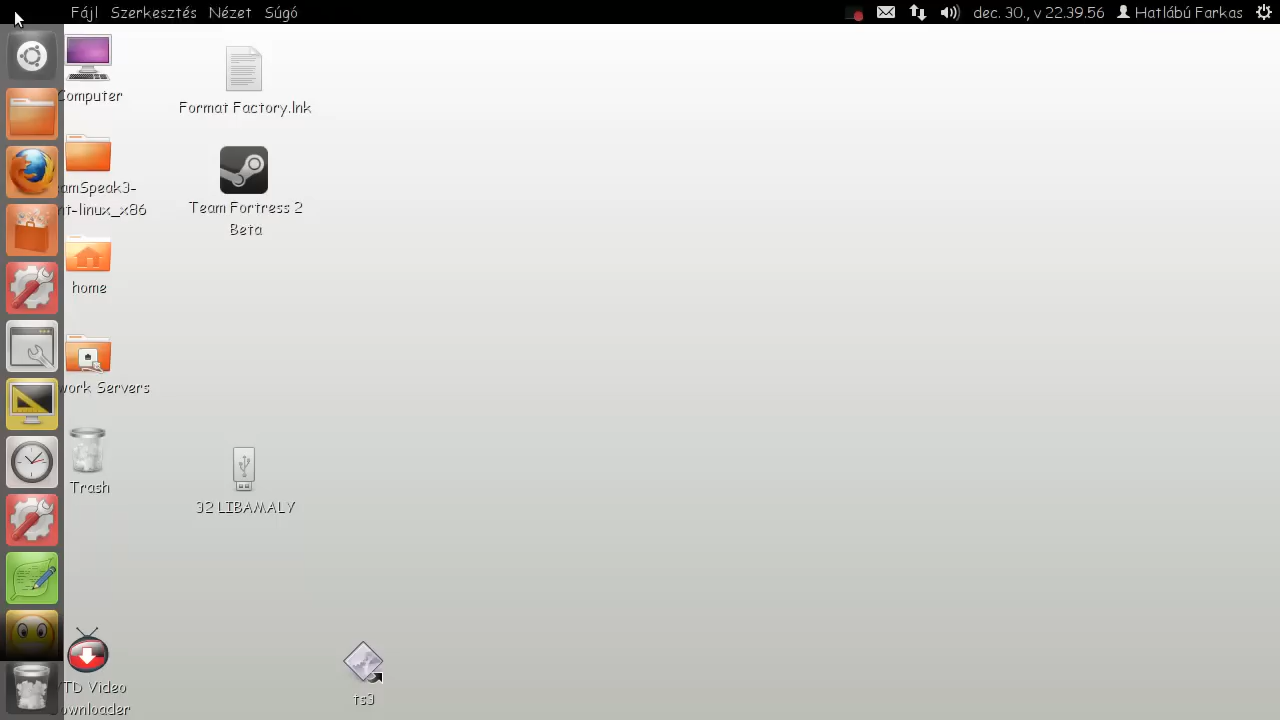 Fájl Szerkesztés Nézet Súgó dec. 30., v 22.39.56 Hatlábú Farkas
Computer
Format Factory.lnk
amSpeak3-
nt-linux_x86
Team Fortress 2
Beta
home
work Servers
Trash
32 LIBAMALY
TD Video
ownloader
ts3